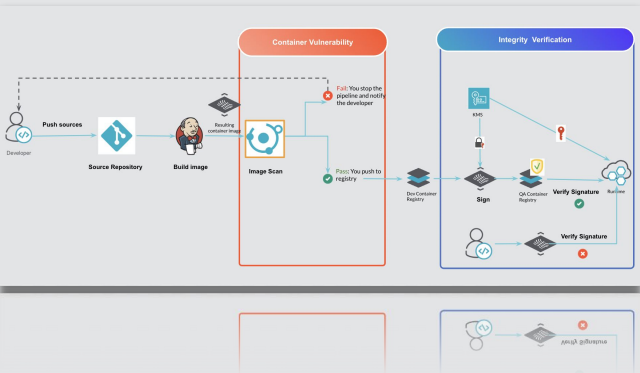 Container Vulnerability
Integrity Verification
Fail: You stop the
pipeline and notify
the developer
Push sources
Developer
Source Repository
Build image
Resulting
container image
Image Scan
Pass: You push to
registry
Dev Container
Registry
KMS
Sign
QA Container
Registry
Verify Signature
Runtime
Verify Signature
Verify Signature